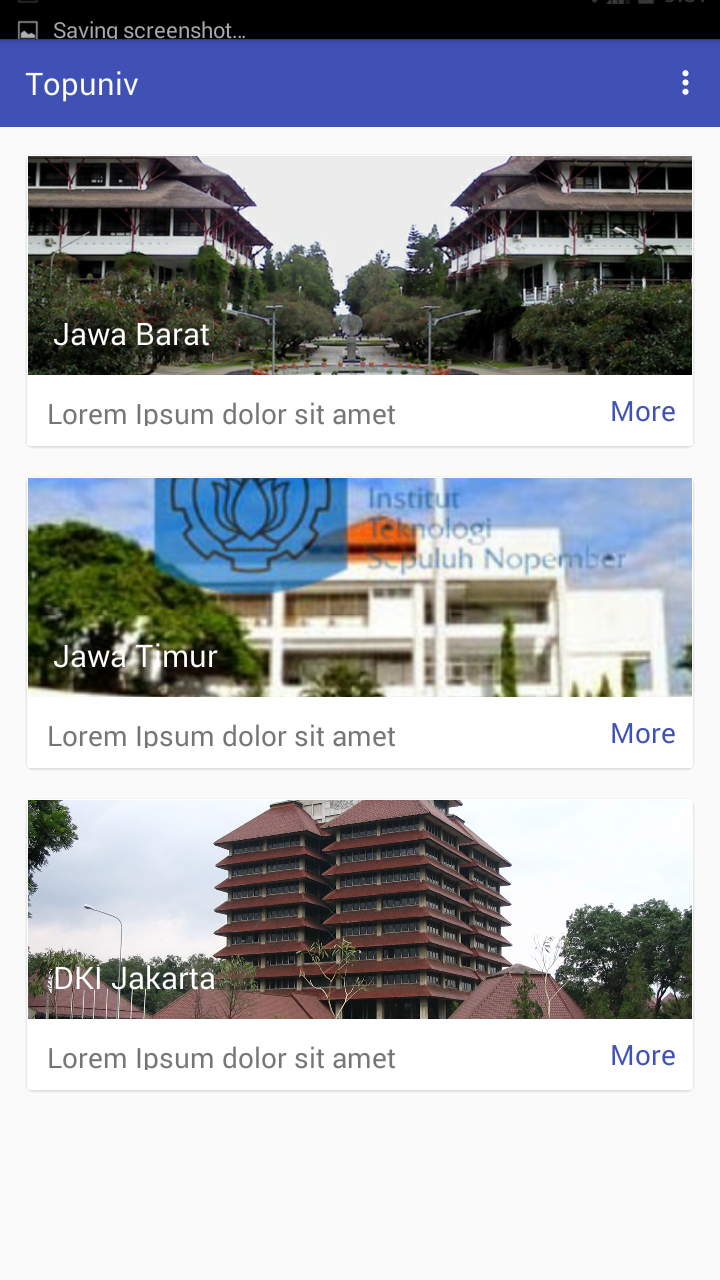 Saving screenshot...
Topuniv
Jawa Barat
Lorem Ipsum dolor sit amet
More
Institut
Teknologi
Sepuluh Nopember
Jawa Timur
Lorem Ipsum dolor sit amet
More
DKI Jakarta
Lorem Ipsum dolor sit amet
More